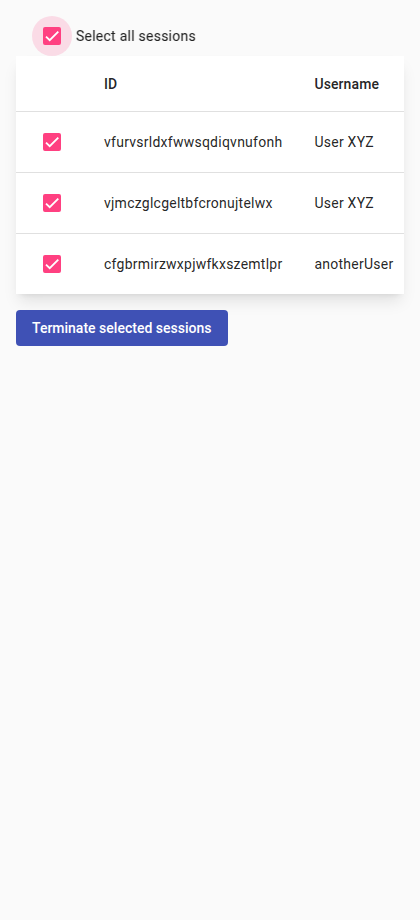 Select all sessions
ID Username
vfurvsrldxfwwsqdiqvnufonh User XYZ
vjmczglcgeltbfcronujtelwx User XYZ
cfgbrmirzwxpjwfkxszemtlpr anotherUser
Terminate selected sessions